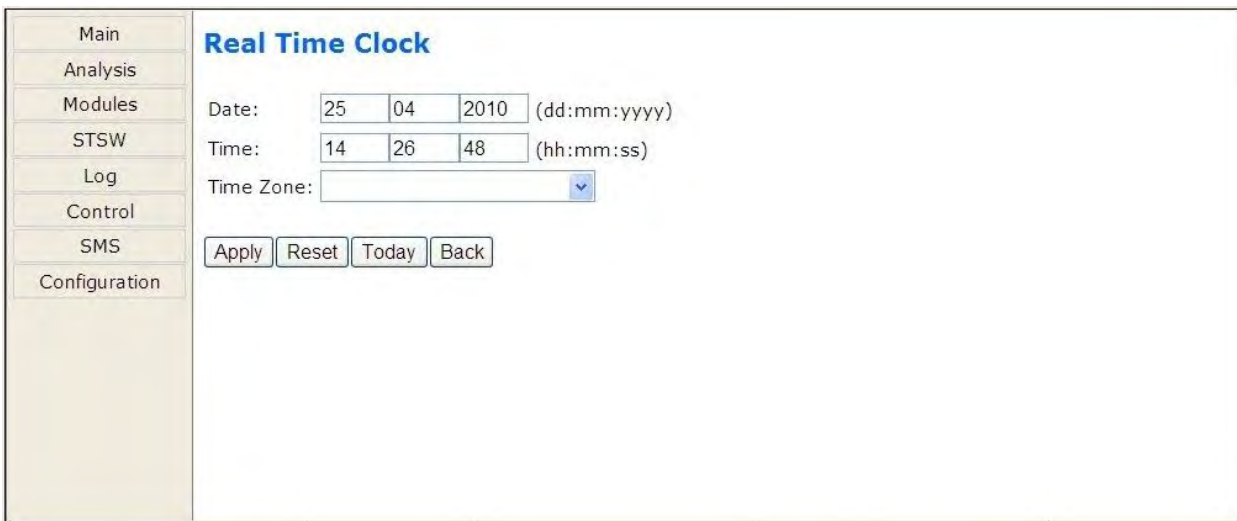 Main
Analysis
Modules
STSW
Log
Control
SMS
Configuration
Real Time Clock
Date: 25 04 2010 (dd:mm:yyyy)
Time: 14 26 48 (hh:mm:ss)
Time Zone:
Apply Reset Today Back